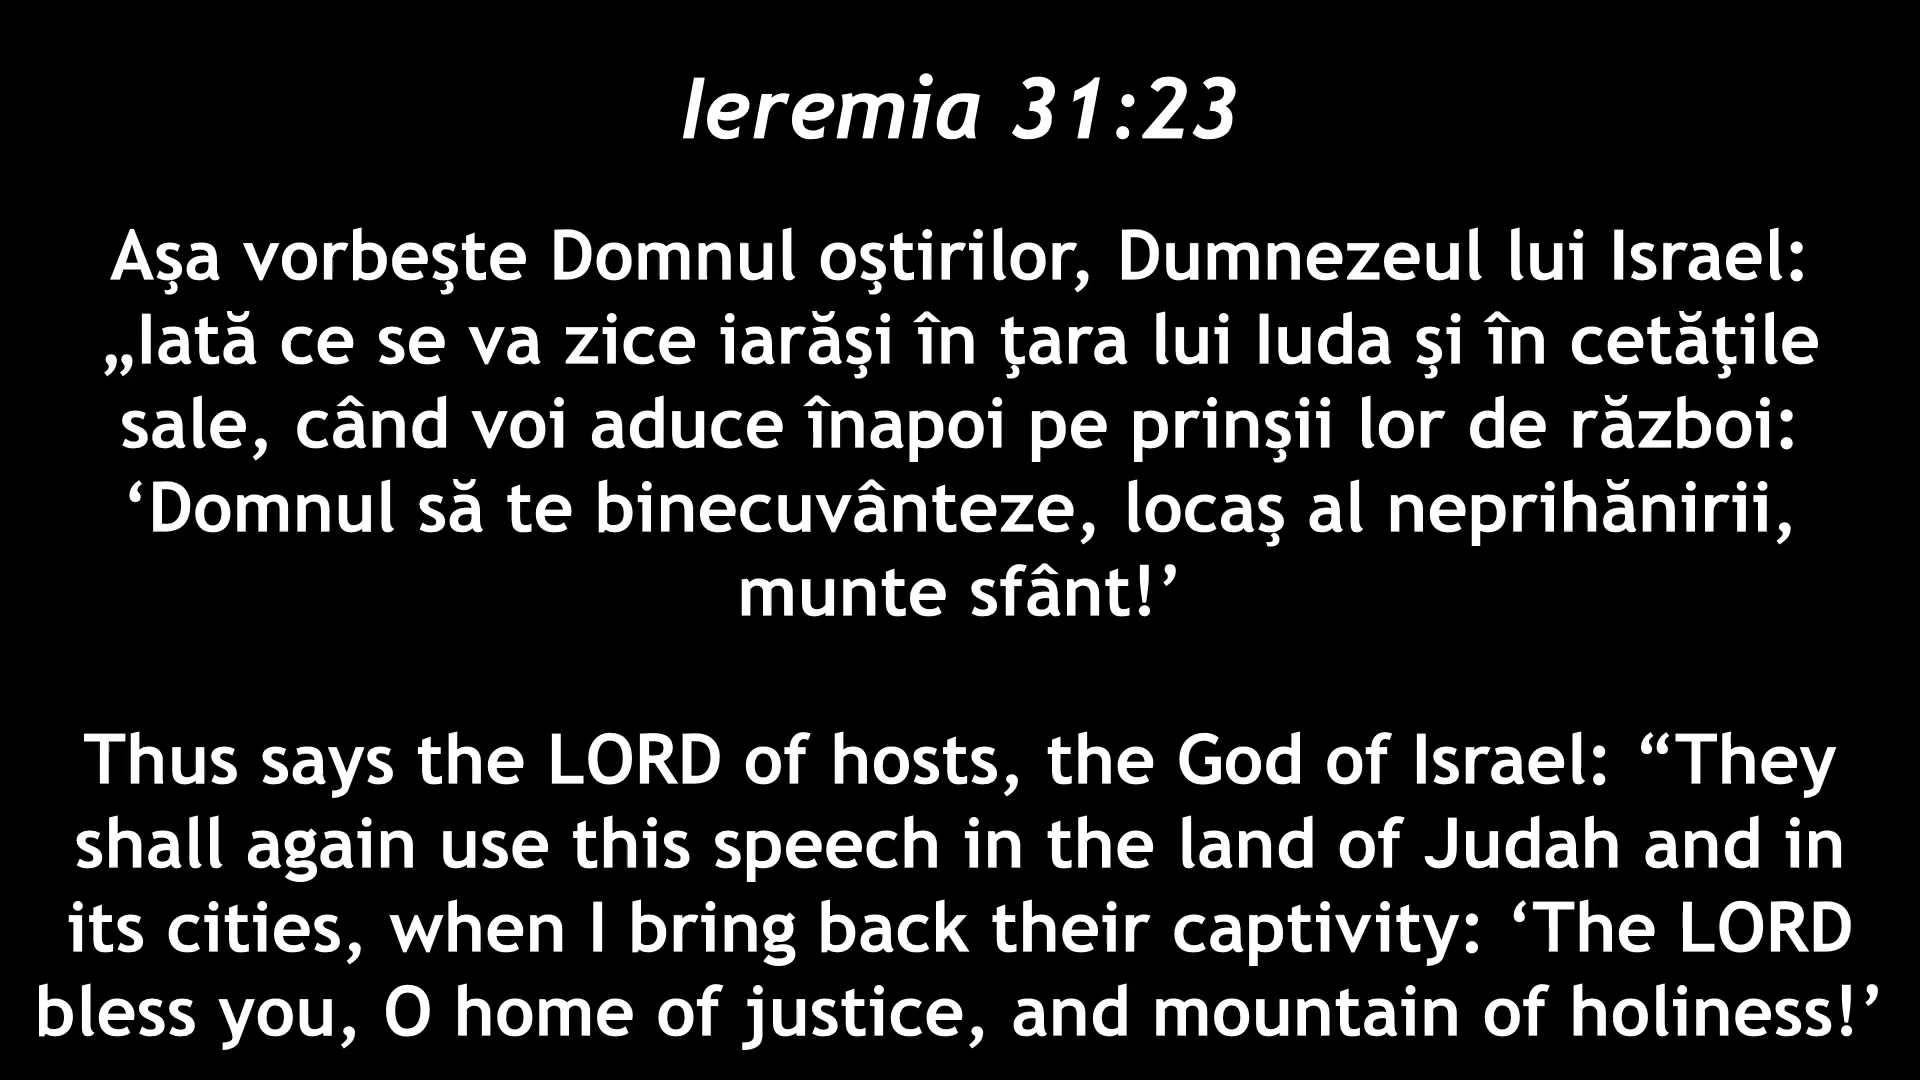 Ieremia 31:23
Aşa vorbeşte Domnul oştirilor, Dumnezeul lui Israel:
„Iată ce se va zice iarăşi în ţara lui Iuda şi în cetăţile
sale, când voi aduce înapoi pe prinşii lor de război:
‘Domnul să te binecuvânteze, locaş al neprihănirii,
munte sfânt!’
Thus says the LORD of hosts, the God of Israel: “They
shall again use this speech in the land of Judah and in
its cities, when I bring back their captivity: ‘The LORD
bless you, O home of justice, and mountain of holiness!’